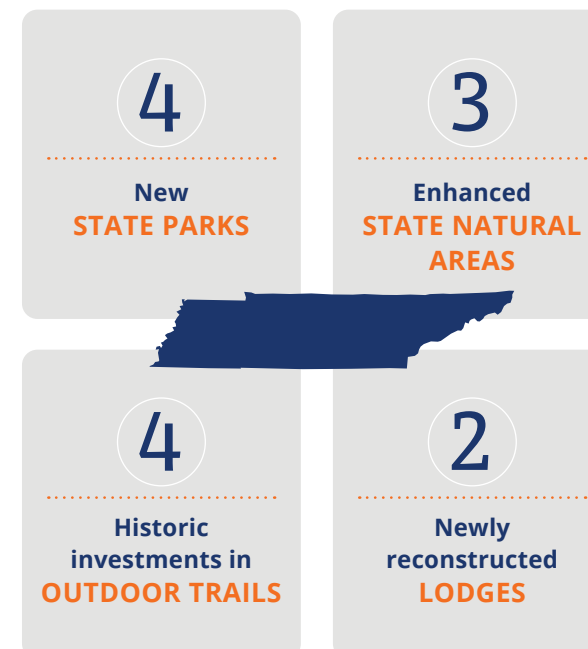 4
New
STATE PARKS
3
Enhanced
STATE NATURAL
AREAS
4
Historic
investments in
OUTDOOR TRAILS
2
Newly
reconstructed
LODGES